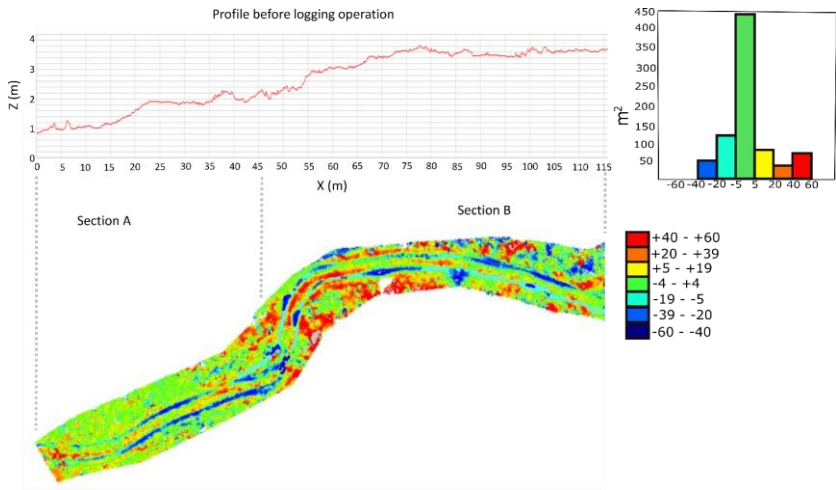 Profile before logging operation
Z (m)
4
3
2
1
0
0 5 10 15 20 25 30 35 40 45 50 55 60 65 70 75 80 85 90 95 100 105 110 115
X (m)
Section A
Section B
m²
450
400
350
300
250
200
150
100
50
-60 -40 -20 -5 5 20 40 60
+40 - +60
+20 - +39
+5 - +19
-4 - +4
-19 - -5
-39 - -20
-60 - -40